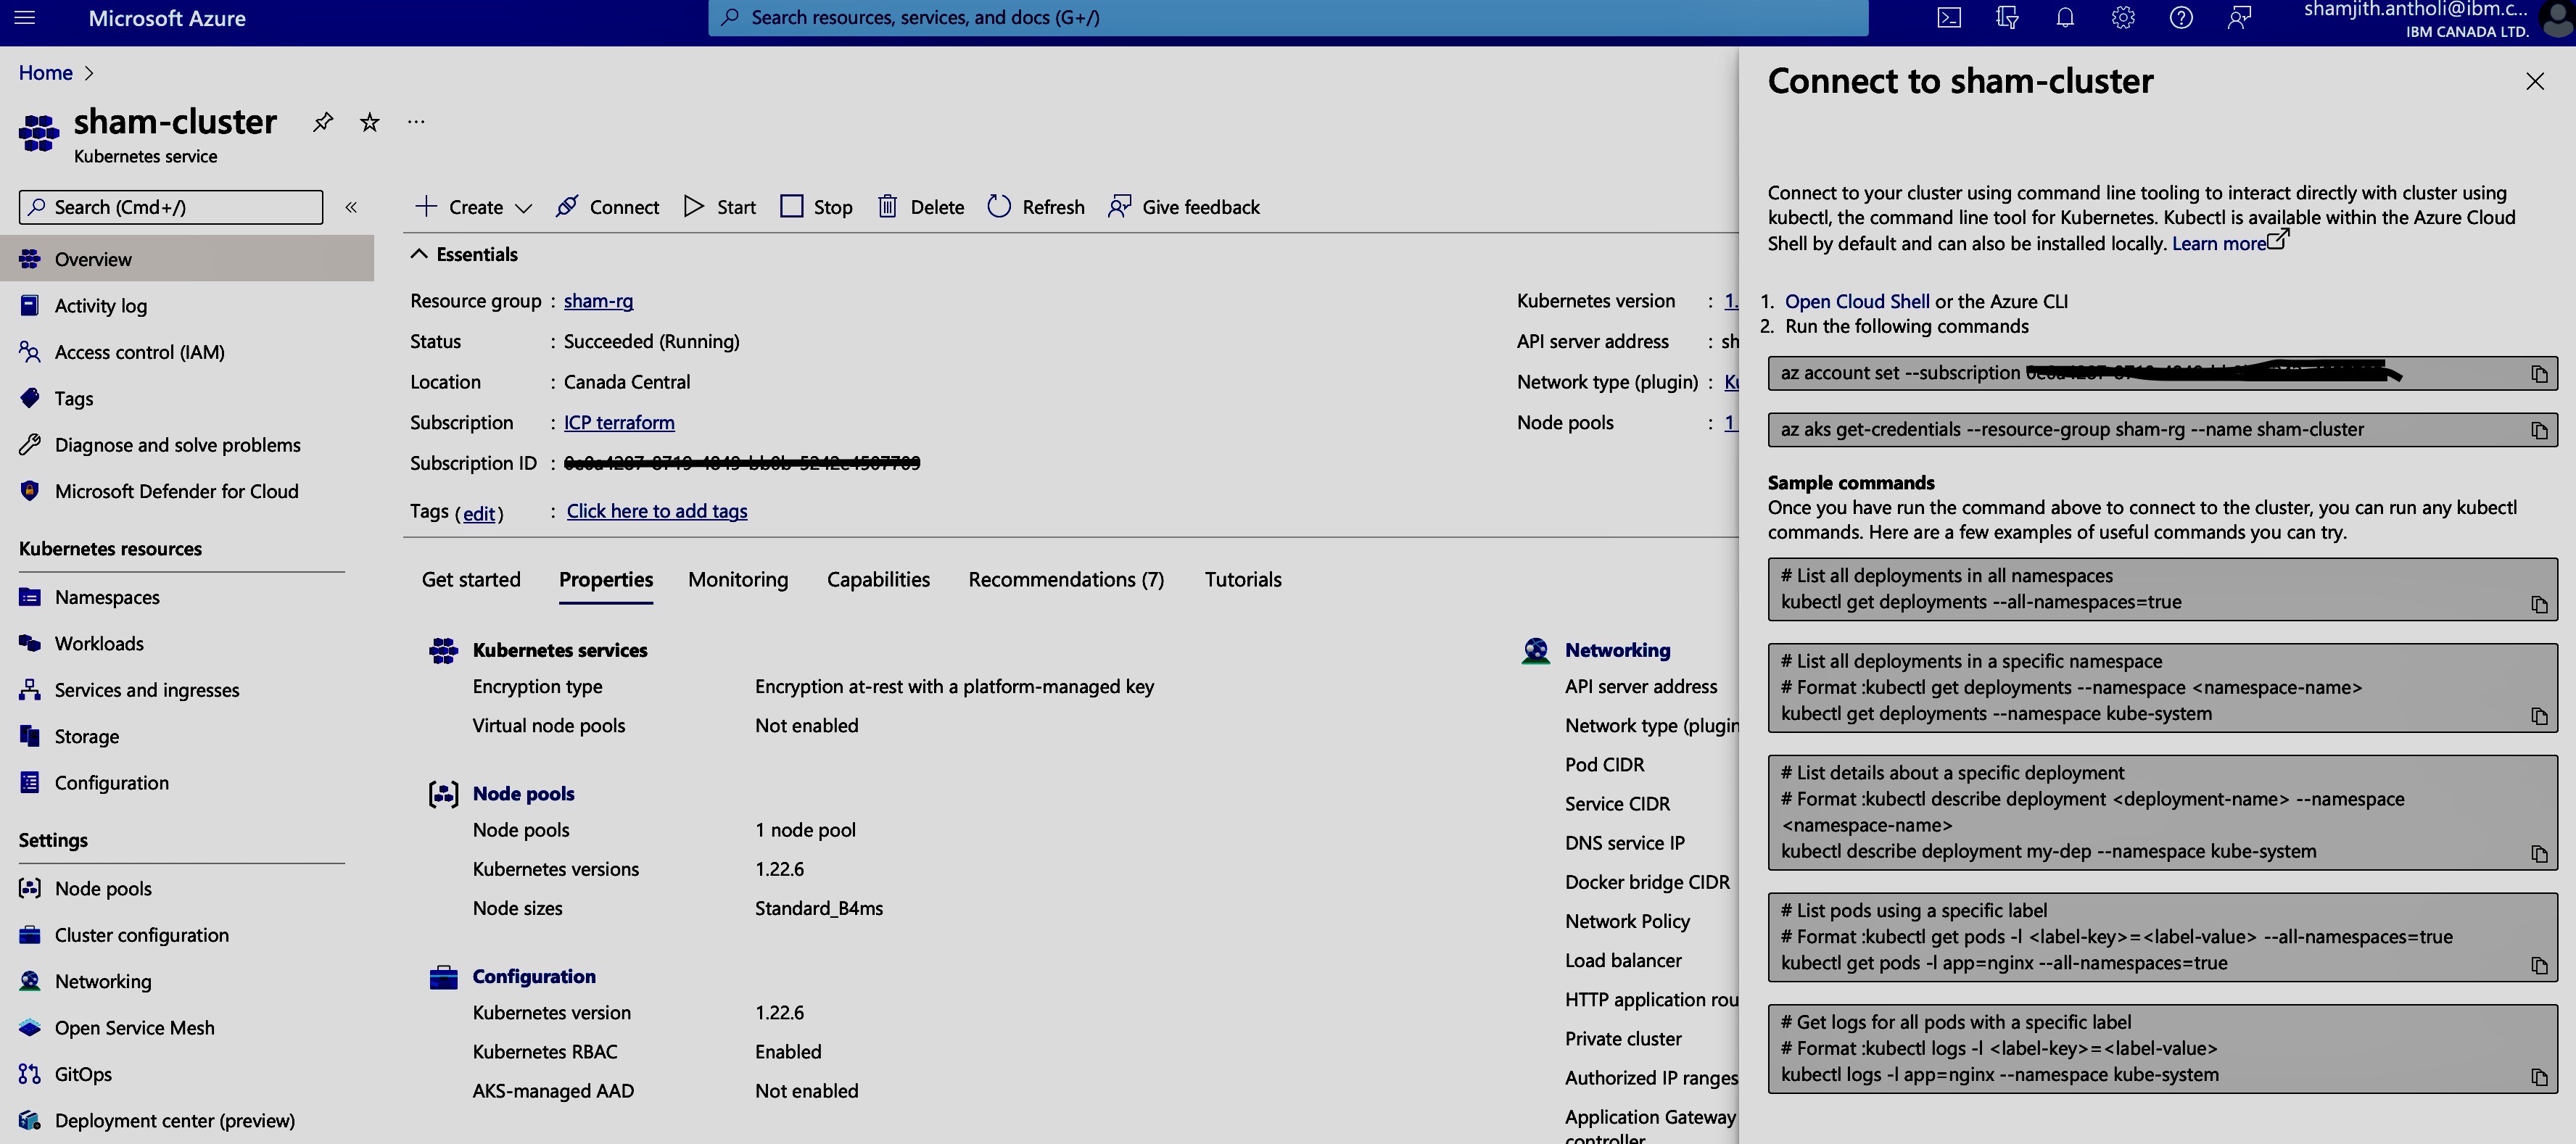 Microsoft Azure
Search resources, services, and docs (G+/)
shamjith.antholi@ibm.c...
IBM CANADA LTD.
Home >
sham-cluster
Kubernetes service
Search (Cmd+/)
Overview
Activity log
Access control (IAM)
Tags
Diagnose and solve problems
Microsoft Defender for Cloud
Kubernetes resources
Namespaces
Workloads
Services and ingresses
Storage
Configuration
Settings
Node pools
Cluster configuration
Networking
Open Service Mesh
GitOps
Deployment center (preview)
Create
Connect
Start
Stop
Delete
Refresh
Give feedback
Essentials
Resource group : sham-rg
Status : Succeeded (Running)
Location : Canada Central
Subscription : ICP terraform
Subscription ID :
Tags (edit) : Click here to add tags
Kubernetes version : 1.
API server address : sh
Network type (plugin) :
Node pools : 1
Get started
Properties
Monitoring
Capabilities
Recommendations (7)
Tutorials
Kubernetes services
Encryption type Encryption at-rest with a platform-managed key
Virtual node pools Not enabled
Node pools
Node pools 1 node pool
Kubernetes versions 1.22.6
Node sizes Standard_B4ms
Configuration
Kubernetes version 1.22.6
Kubernetes RBAC Enabled
AKS-managed AAD Not enabled
Networking
API server address
Network type (plugin
Pod CIDR
Service CIDR
DNS service IP
Docker bridge CIDR
Network Policy
Load balancer
HTTP application rou
Private cluster
Authorized IP ranges
Application Gateway
controller
Connect to sham-cluster
Connect to your cluster using command line tooling to interact directly with cluster using
kubectl, the command line tool for Kubernetes. Kubectl is available within the Azure Cloud
Shell by default and can also be installed locally. Learn more
1. Open Cloud Shell or the Azure CLI
2. Run the following commands
az account set --subscription
az aks get-credentials --resource-group sham-rg --name sham-cluster
Sample commands
Once you have run the command above to connect to the cluster, you can run any kubectl
commands. Here are a few examples of useful commands you can try.
# List all deployments in all namespaces
kubectl get deployments --all-namespaces=true
# List all deployments in a specific namespace
# Format :kubectl get deployments --namespace <namespace-name>
kubectl get deployments --namespace kube-system
# List details about a specific deployment
# Format :kubectl describe deployment <deployment-name> --namespace
<namespace-name>
kubectl describe deployment my-dep --namespace kube-system
# List pods using a specific label
# Format :kubectl get pods -l <label-key>=<label-value> --all-namespaces=true
kubectl get pods -l app=nginx --all-namespaces=true
# Get logs for all pods with a specific label
# Format :kubectl logs -l <label-key>=<label-value>
kubectl logs -l app=nginx --namespace kube-system